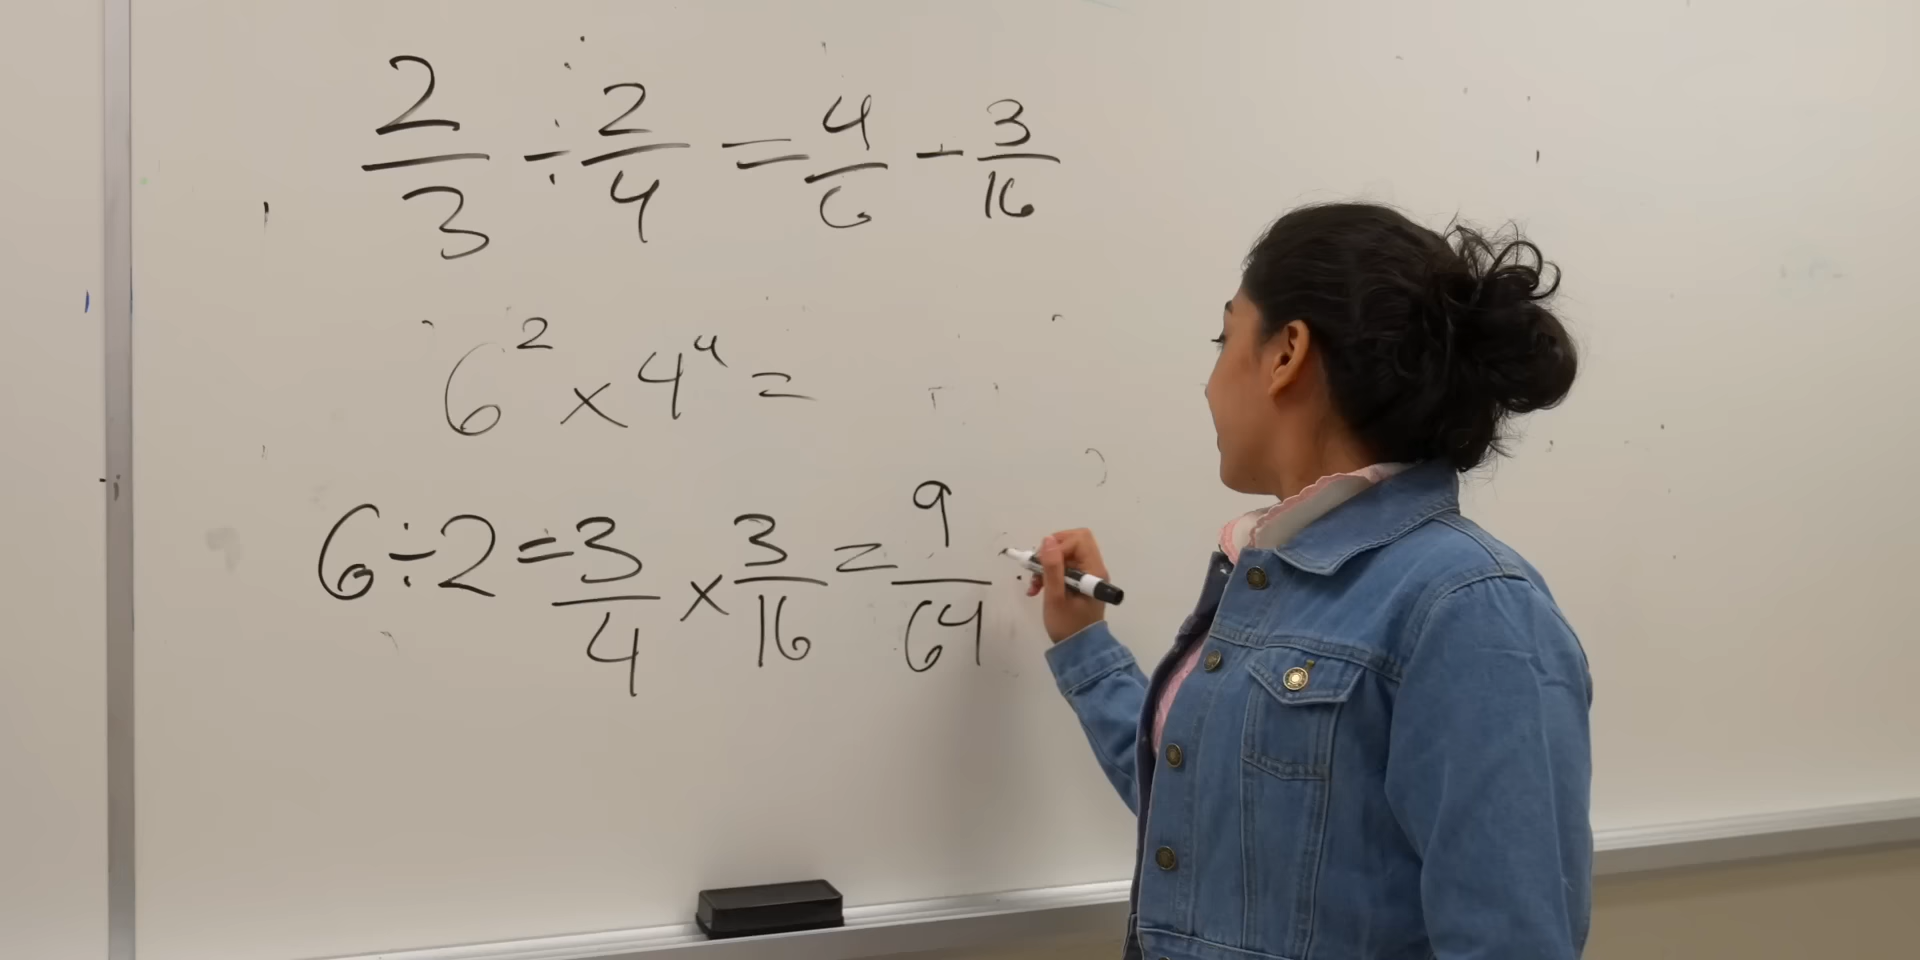 2/3 ÷ 2/4 = 4/6 - 3/16
6² × 4⁴ =
6 ÷ 2 = 3/4 × 3/16 = 9/64